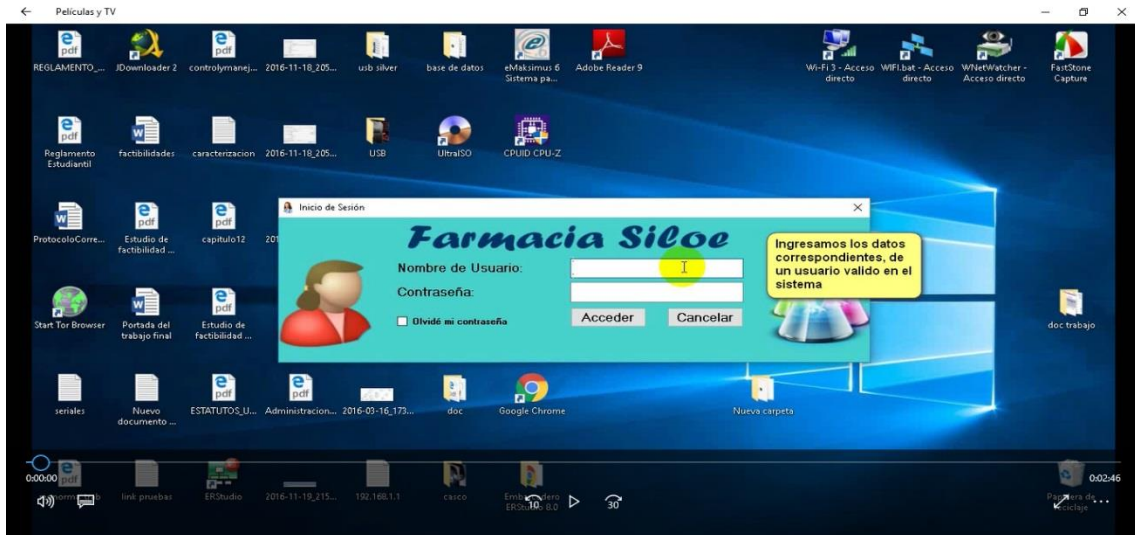 Películas y TV
REGLAMENTO_...
JDownloader 2
controlymanej...
2016-11-18_205...
usb silver
base de datos
eMaksimus 6
Sistema pa...
Adobe Reader 9
Wi-Fi 3 - Acceso
directo
WIFI.bat - Acceso
directo
WNetWatcher -
Acceso directo
FastStone
Capture
Reglamento
Estudiantil
factibilidades
caracterizacion
2016-11-18_205...
USB
UltraISO
CPUID CPU-Z
ProtocoloCorre...
Estudio de
factibilidad ...
capitulo12
201
Inicio de Sesión
Farmacia Siloe
Nombre de Usuario:
Contraseña:
Olvidé mi contraseña
Acceder
Cancelar
Ingresamos los datos
correspondientes, de
un usuario valido en el
sistema
Start Tor Browser
Portada del
trabajo final
Estudio de
factibilidad ...
doc trabajo
seriales
Nuevo
documento ...
ESTATUTOS_U...
Administracion...
2016-03-16_173...
doc
Google Chrome
Nueva carpeta
0:00:00
0:02:46
link pruebas
ERStudio
2016-11-19_215...
192.168.1.1
casco
ERStudio 8.0
10
30